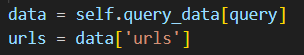 data = self.query_data[query]
urls = data['urls']